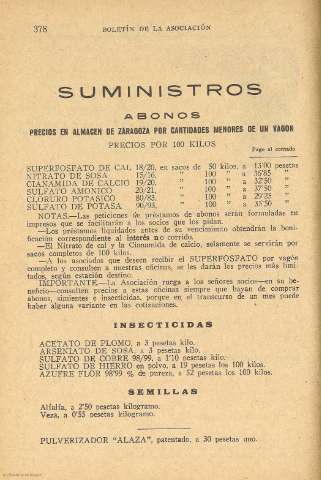 378 BOLETÍN DE LA ASOCIACIÓN
SUMINISTROS
ABONOS
PRECIOS EN ALMACEN DE ZARAGOZA POR CANTIDADES MENORES DE UN VAGON
PRECIOS POR 100 KILOS
Pago al contado
SUPERFOSFATO DE CAL 18/20, en sacos de 50 kilos, a 13'00 pesetas
NITRATO DE SOSA, 15/16, " 100 " a 36'85 "
CIANAMIDA DE CALCIO 19/20, " 100 " a 32'50 "
SULFATO AMONICO 20/21, " 100 " a 37'50 "
CLORURO POTASICO 80/83, " 100 " a "
SULFATO DE POTASA 90/93, " 100 " a 33'50 "
NOTAS.—Las peticiones de préstamos de abonos serán formuladas en
impresos que se facilitarán a los socios que los pidan.
—Los préstamos liquidados antes de su vencimiento obtendrán la boni-
ficación correspondiente al interés no corrido.
—El Nitrato de cal y la Cianamida de calcio, solamente se servirán por
sacos completos de 100 kilos.
—A los asociados que deseen recibir el SUPERFOSFATO por vagón
completo y consulten a nuestras oficinas, se les darán los precios más limi-
tados, según estación destino.
IMPORTANTE.—La Asociación ruega a los señores socios—en su be-
neficio—consulten precios a estas oficinas siempre que hayan de comprar
abonos, simientes e insecticidas, porque en el transcurso de un mes puede
haber alguna variante en las cotizaciones.
INSECTICIDAS
ACETATO DE PLOMO, a 3 pesetas kilo.
ARSENIATO DE SOSA, a 3 pesetas kilo.
SULFATO DE COBRE 98/99, a 1'10 pesetas kilo.
SULFATO DE HIERRO en polvo, a 19 pesetas los 100 kilos.
AZUFRE FLOR 98'99 % de pureza, a 52 pesetas los 100 kilos.
SEMILLAS
Alfalfa, a 2'50 pesetas kilogramo.
Veza, a 0'55 pesetas kilogramo.
PULVERIZADOR "ALAZA", patentado, a 30 pesetas uno.